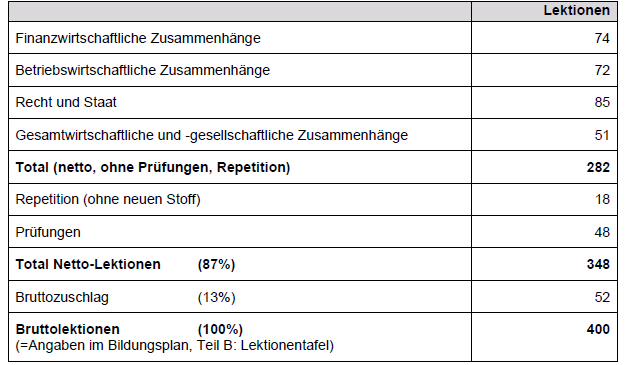 Lektionen
Finanzwirtschaftliche Zusammenhänge 74
Betriebswirtschaftliche Zusammenhänge 72
Recht und Staat 85
Gesamtwirtschaftliche und -gesellschaftliche Zusammenhänge 51
Total (netto, ohne Prüfungen, Repetition) 282
Repetition (ohne neuen Stoff) 18
Prüfungen 48
Total Netto-Lektionen (87%) 348
Bruttozuschlag (13%) 52
Bruttolektionen (100%) 400
(=Angaben im Bildungsplan, Teil B: Lektionentafel)